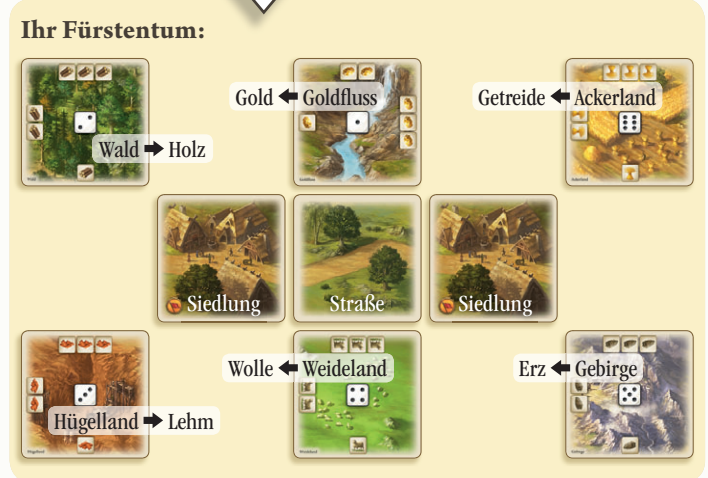 Ihr Fürstentum:
Wald ➡ Holz
Gold ⬅ Goldfluss
Getreide ⬅ Ackerland
Siedlung
Straße
Siedlung
Hügelland ➡ Lehm
Wolle ⬅ Weideland
Erz ⬅ Gebirge